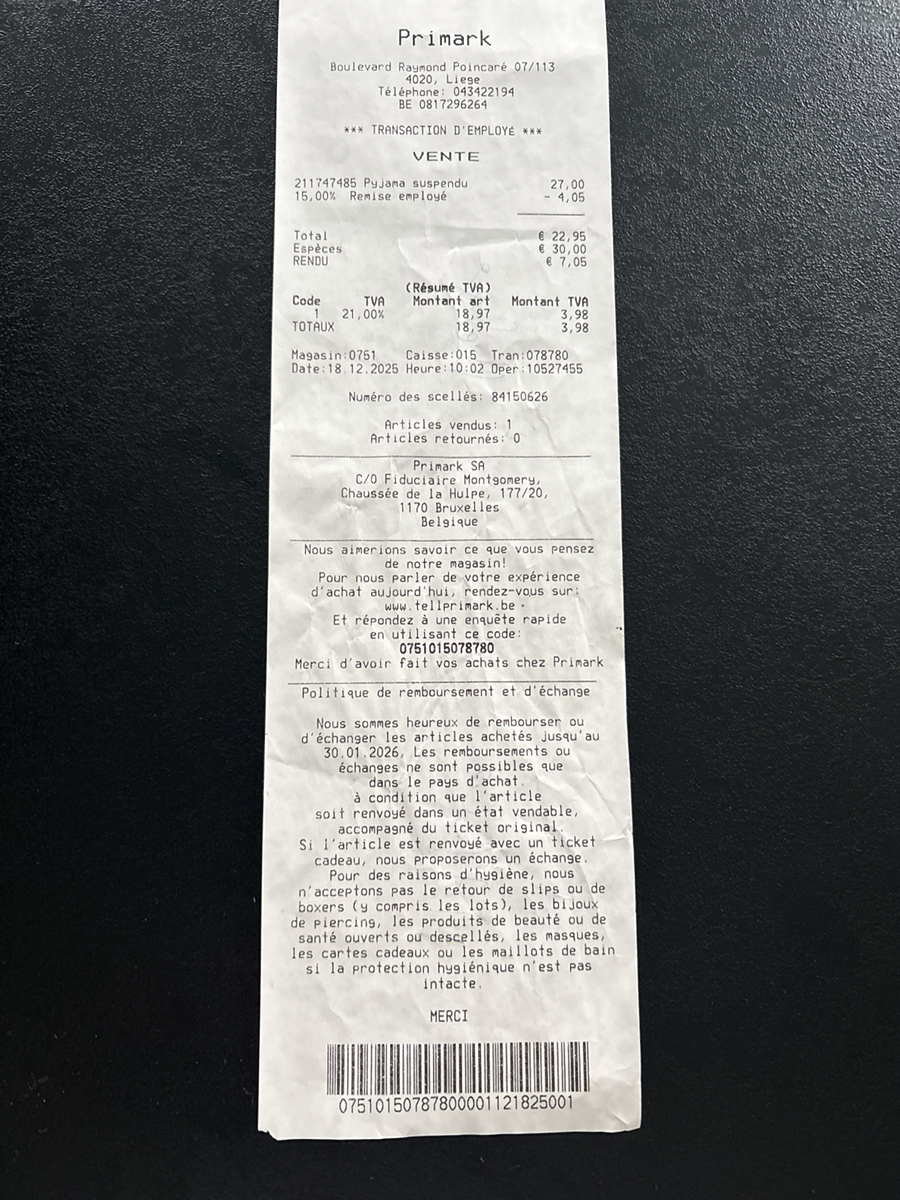 Primark
Boulevard Raymond Poincaré 07/113
4020, Liege
Téléphone: 043422194
BE 0817296264
*** TRANSACTION D'EMPLOYÉ ***
VENTE
211747485 Pyjama suspendu 27,00
15,00% Remise employé - 4,05
Total € 22,95
Espèces € 30,00
RENDU € 7,05
(Résumé TVA)
Code TVA Montant art Montant TVA
1 21,00% 18,97 3,98
TOTAUX 18,97 3,98
Magasin:0751 Caisse:015 Tran:078780
Date:18.12.2025 Heure:10:02 Oper:10527455
Numéro des scellés: 84150626
Articles vendus: 1
Articles retournés: 0
Primark SA
C/O Fiduciaire Montgomery,
Chaussée de la Hulpe, 177/20,
1170 Bruxelles
Belgique
Nous aimerions savoir ce que vous pensez
de notre magasin!
Pour nous parler de votre expérience
d'achat aujourd'hui, rendez-vous sur:
www.tellprimark.be
Et répondez à une enquête rapide
en utilisant ce code:
0751015078780
Merci d'avoir fait vos achats chez Primark
Politique de remboursement et d'échange
Nous sommes heureux de rembourser ou
d'échanger les articles achetés jusqu'au
30.01.2026, Les remboursements ou
échanges ne sont possibles que
dans le pays d'achat.
à condition que l'article
soit renvoyé dans un état vendable,
accompagné du ticket original.
Si l'article est renvoyé avec un ticket
cadeau, nous proposerons un échange.
Pour des raisons d'hygiène, nous
n'acceptons pas le retour de slips ou de
boxers (y compris les lots), les bijoux
de piercing, les produits de beauté ou de
santé ouverts ou descellés, les masques,
les cartes cadeaux ou les maillots de bain
si la protection hygiénique n'est pas
intacte.
MERCI
07510150787800001121825001